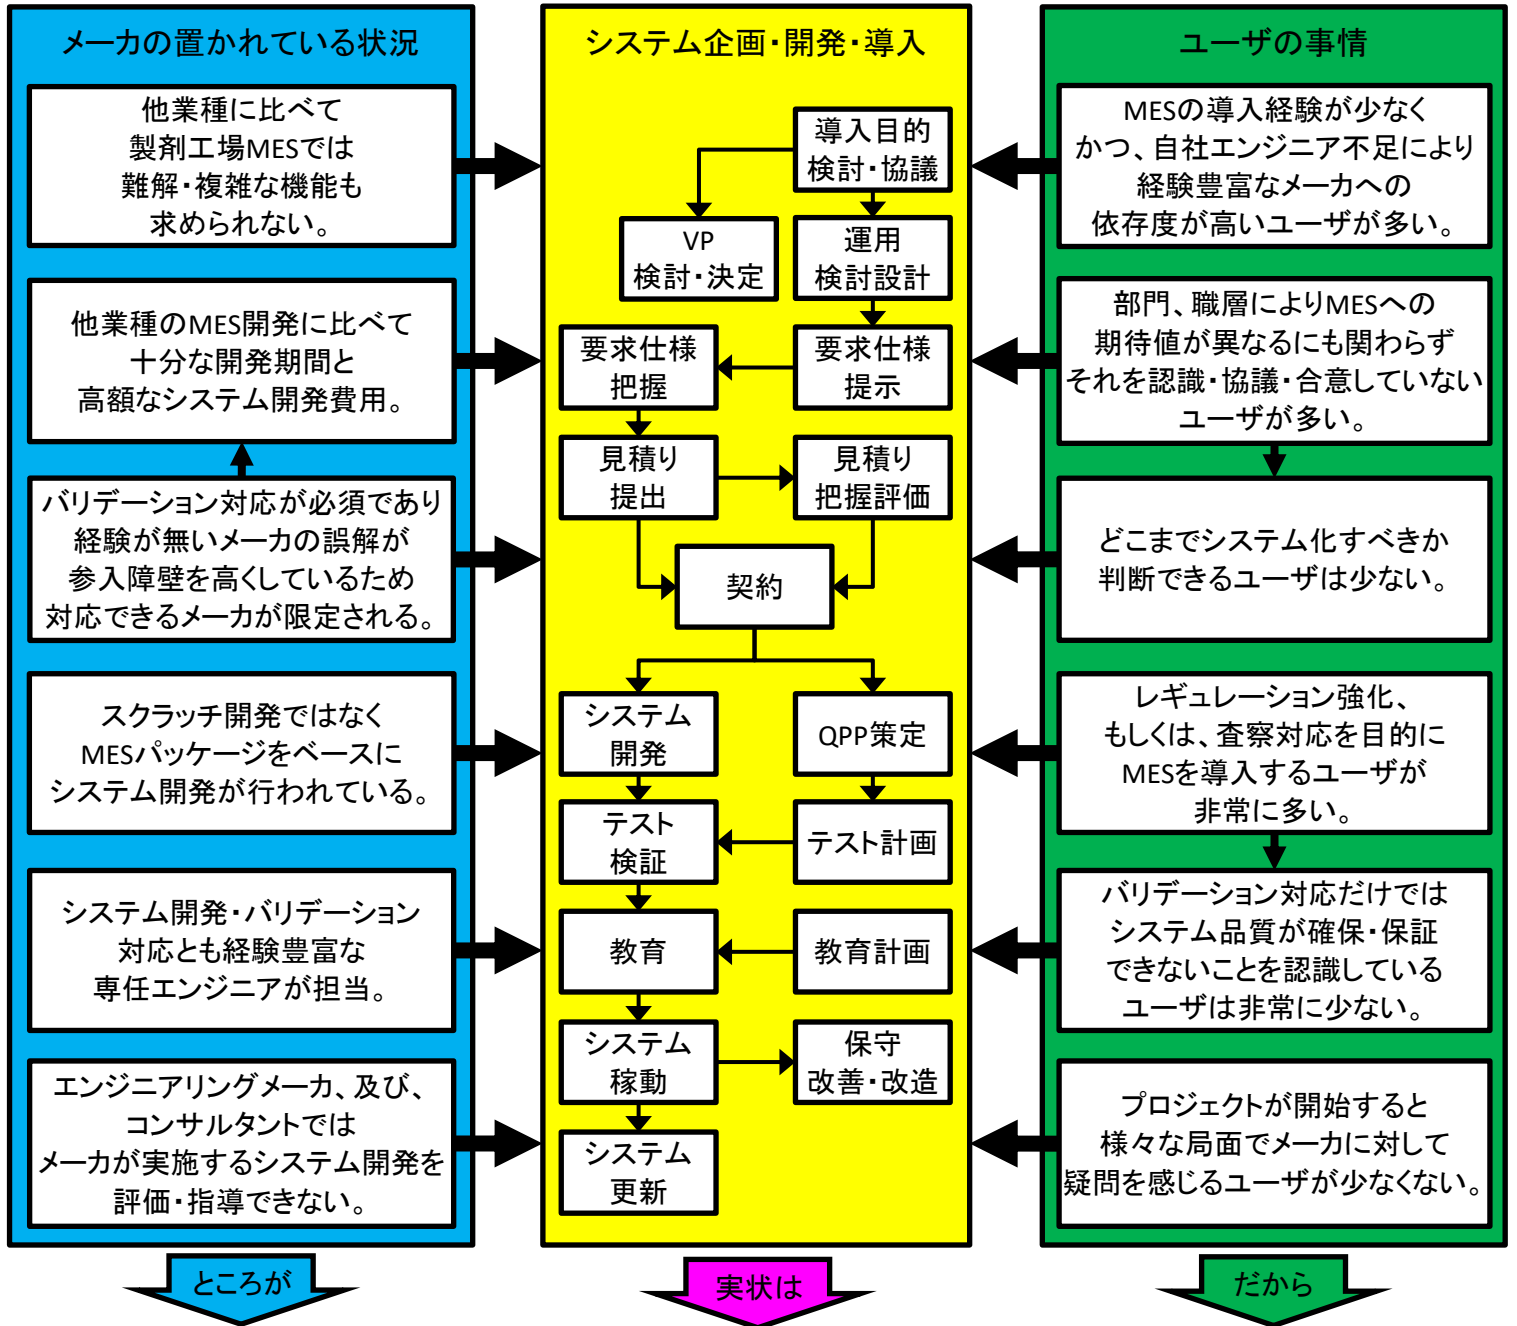 メーカの置かれている状況
他業種に比べて
製剤工場MESでは
難解・複雑な機能も
求められない。
他業種のMES開発に比べて
十分な開発期間と
高額なシステム開発費用。
バリデーション対応が必須であり
経験が無いメーカの誤解が
参入障壁を高くしているため
対応できるメーカが限定される。
スクラッチ開発ではなく
MESパッケージをベースに
システム開発が行われている。
システム開発・バリデーション
対応とも経験豊富な
専任エンジニアが担当。
エンジニアリングメーカ、及び、
コンサルタントでは
メーカが実施するシステム開発を
評価・指導できない。
ところが
システム企画・開発・導入
導入目的
検討・協議
VP
検討・決定
運用
検討設計
要求仕様
把握
要求仕様
提示
見積り
提出
見積り
把握評価
契約
システム
開発
QPP策定
テスト
検証
テスト計画
教育
教育計画
システム
稼動
保守
改善・改造
システム
更新
実状は
ユーザの事情
MESの導入経験が少なく
かつ、自社エンジニア不足により
経験豊富なメーカへの
依存度が高いユーザが多い。
部門、職層によりMESへの
期待値が異なるにも関わらず
それを認識・協議・合意していない
ユーザが多い。
どこまでシステム化すべきか
判断できるユーザは少ない。
レギュレーション強化、
もしくは、査察対応を目的に
MESを導入するユーザが
非常に多い。
バリデーション対応だけでは
システム品質が確保・保証
できないことを認識している
ユーザは非常に少ない。
プロジェクトが開始すると
様々な局面でメーカに対して
疑問を感じるユーザが少なくない。
だから